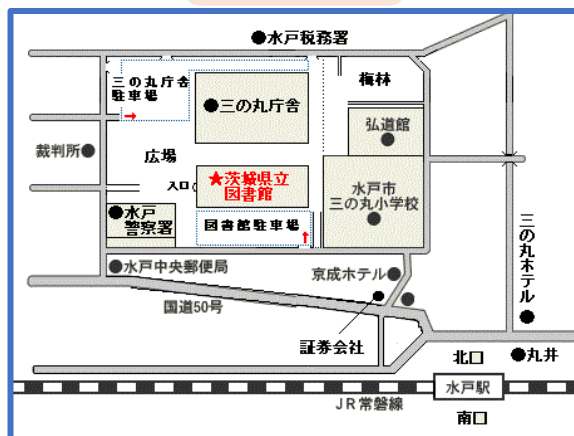 ●水戸税務署
三の丸庁舎
駐車場
梅林
●三の丸庁舎
弘道館
裁判所●
広場
入口
★茨城県立
図書館
水戸市
三の丸小学校
●水戸
警察署
図書館駐車場
三の丸ホテル
●水戸中央郵便局
京成ホテル
国道50号
証券会社
北口
●丸井
水戸駅
JR常磐線
南口